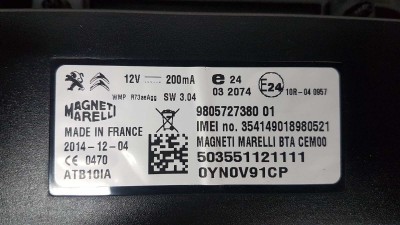 12V 200mA
e 24
03 2074
E24
10R-04 0957
WMP R73aeAgg SW 3.04
MAGNETI
MARELLI
9805727380 01
IMEI no. 354149018980521
MADE IN FRANCE
MAGNETI MARELLI BTA CEM00
2014-12-04
503551121111
CE 0470
0YN0V91CP
ATB10IA